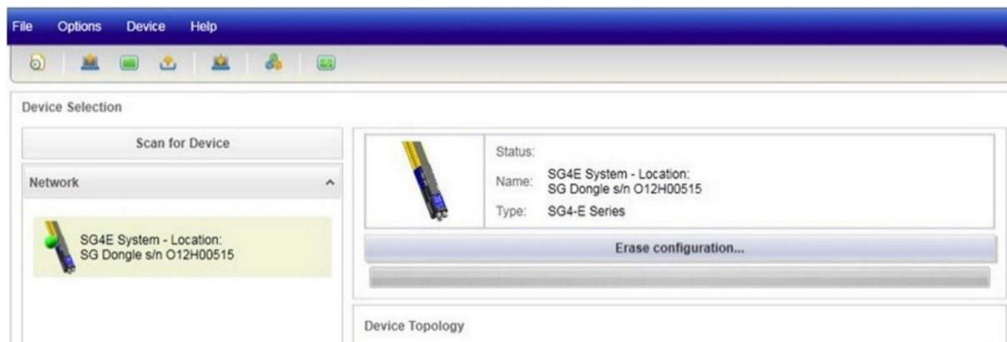 File Options Device Help
Device Selection
Scan for Device
Network
SG4E System - Location:
SG Dongle s/n O12H00515
Status:
Name: SG4E System - Location:
SG Dongle s/n O12H00515
Type: SG4-E Series
Erase configuration...
Device Topology